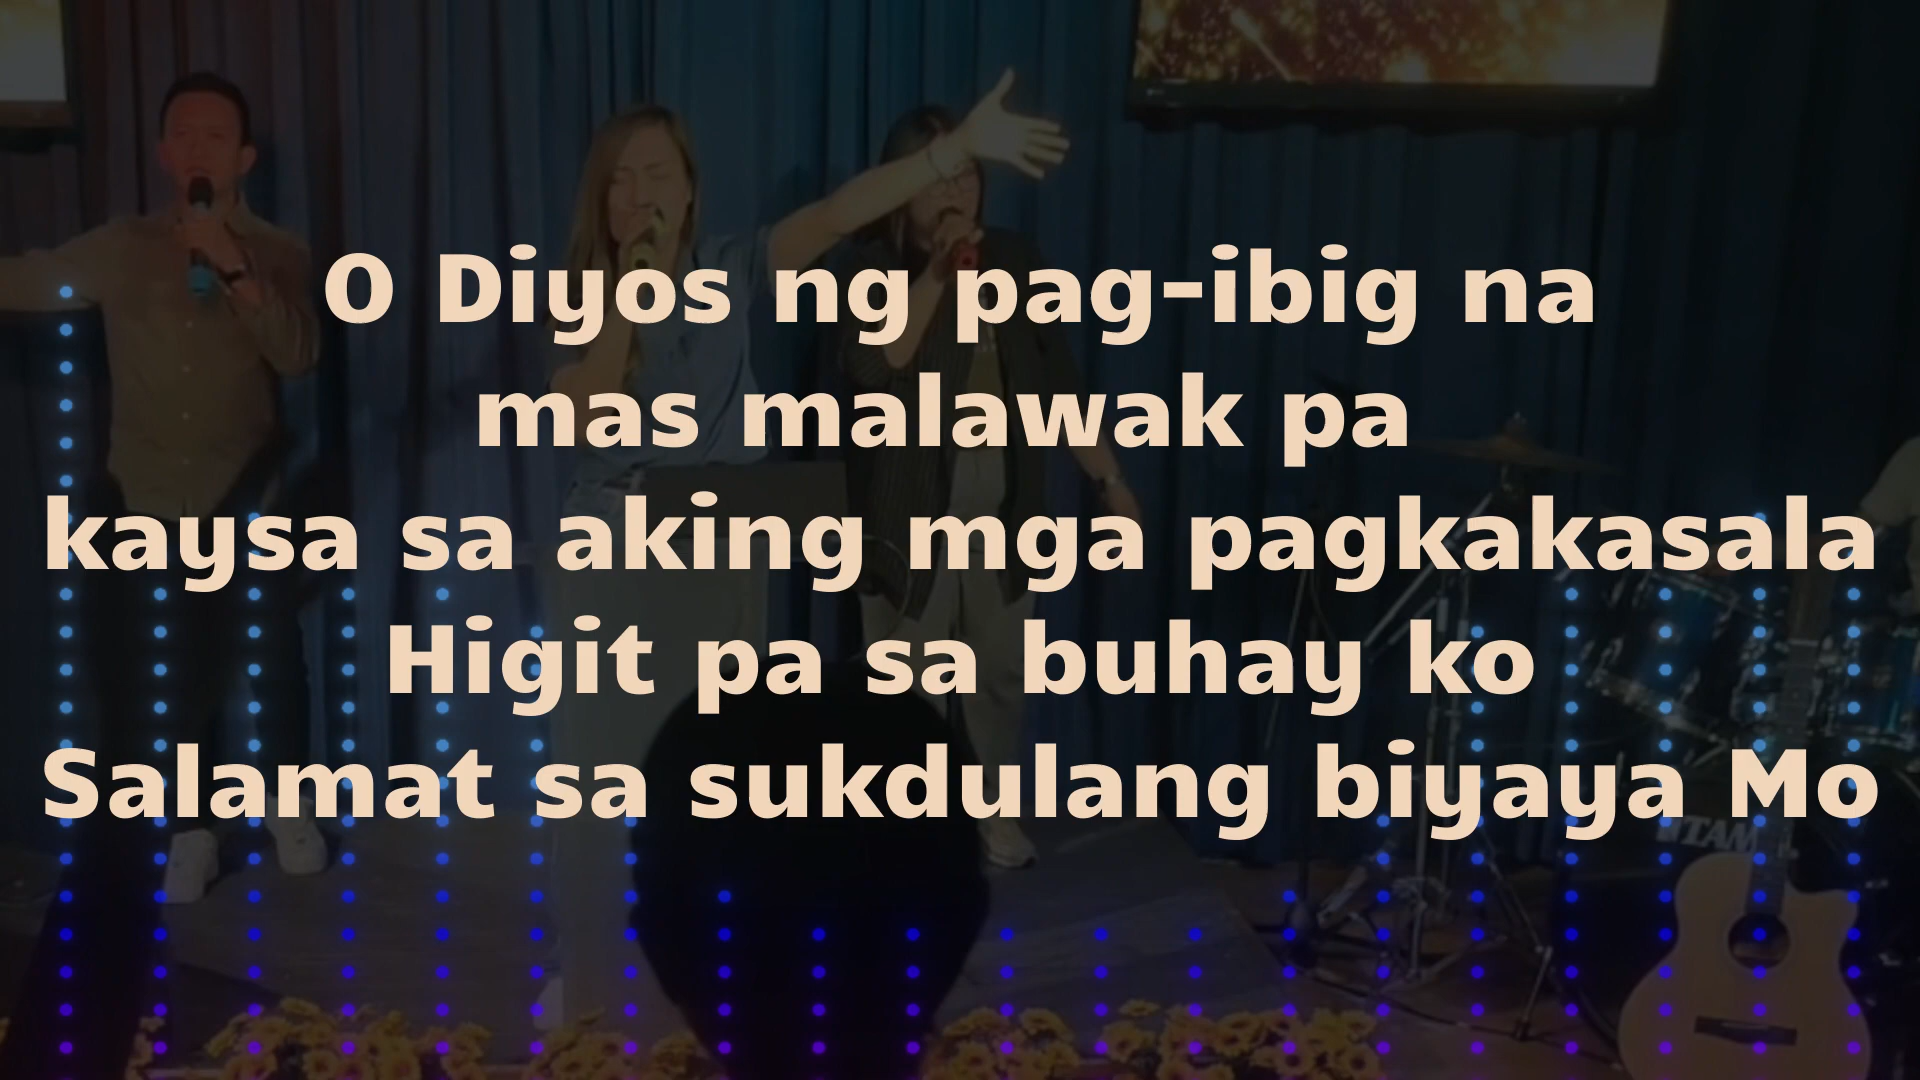 O Diyos ng pag-ibig na
mas malawak pa
kaysa sa aking mga pagkakasala
Higit pa sa buhay ko
Salamat sa sukdulang biyaya Mo
TAM